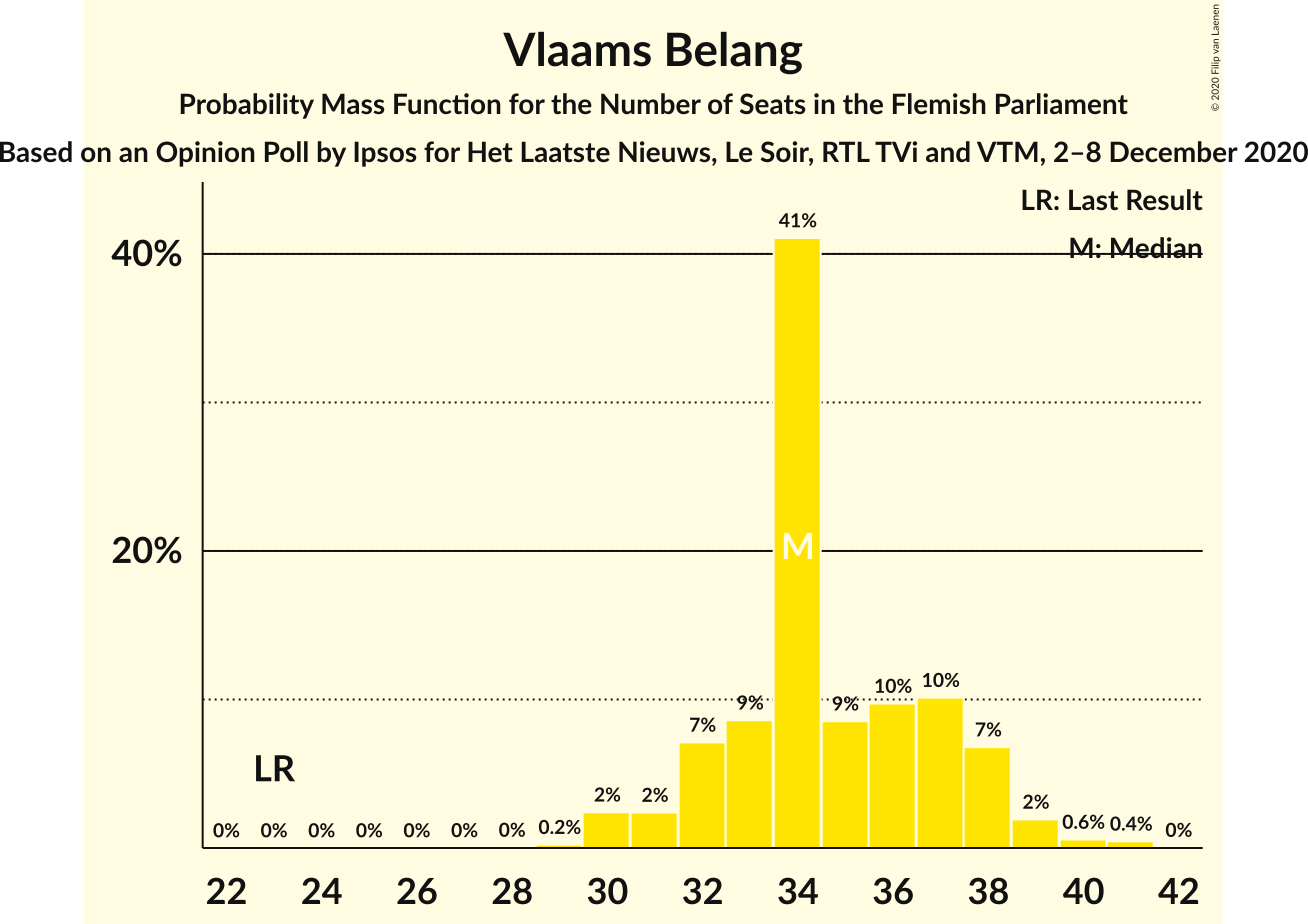 Vlaams Belang
Probability Mass Function for the Number of Seats in the Flemish Parliament
Based on an Opinion Poll by Ipsos for Het Laatste Nieuws, Le Soir, RTL TVi and VTM, 2–8 December 2020
© 2020 Filip van Laenen
LR: Last Result
M: Median
40%
20%
41%
M
LR
0%
0%
0%
0%
0%
0%
0%
0.2%
2%
2%
7%
9%
9%
10%
10%
7%
2%
0.6%
0.4%
0%
22 24 26 28 30 32 34 36 38 40 42